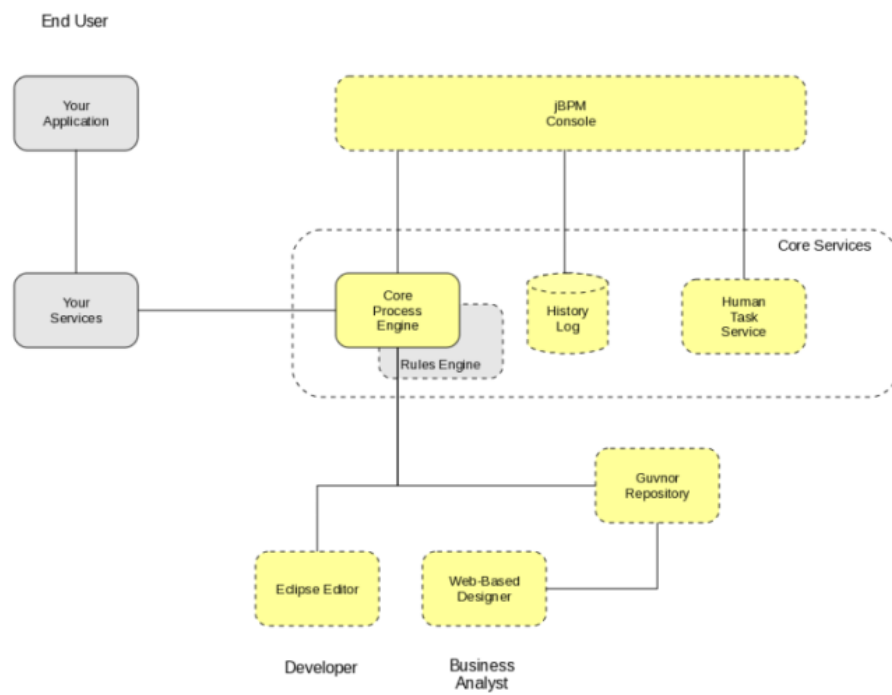 End User
Your
Application
jBPM
Console
Core Services
Your
Services
Core
Process
Engine
Rules Engine
History
Log
Human
Task
Service
Guvnor
Repository
Eclipse Editor
Web-Based
Designer
Developer
Business
Analyst